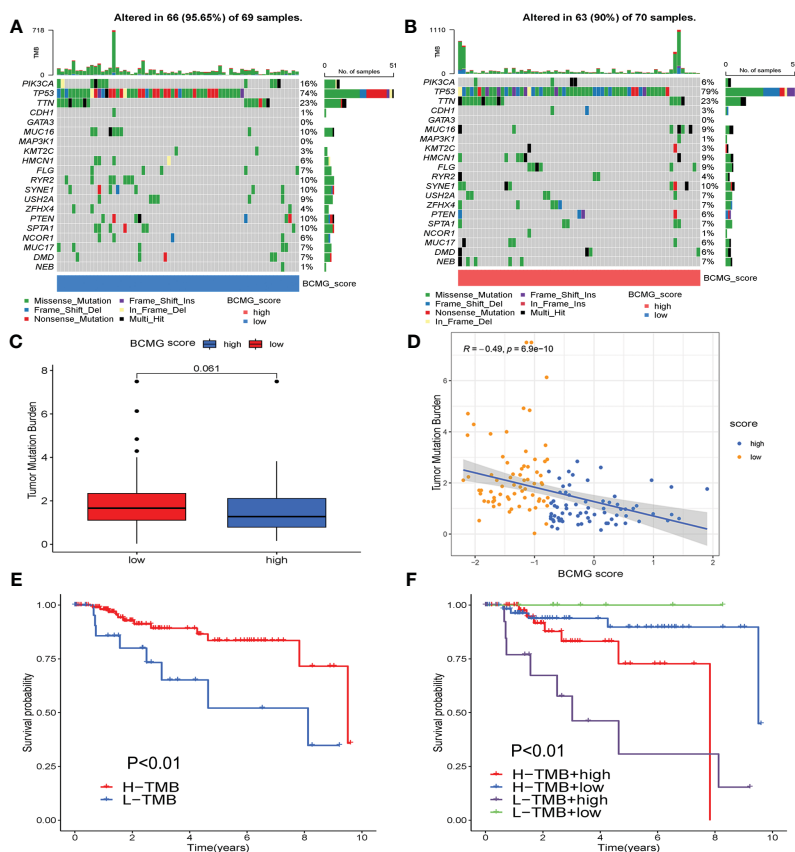 A
Altered in 66 (95.65%) of 69 samples.
718
TMB
0
No. of samples
0
51
PIK3CA 16%
TP53 74%
TTN 23%
CDH1 1%
GATA3 0%
MUC16 10%
MAP3K1 0%
KMT2C 3%
HMCN1 6%
FLG 7%
RYR2 10%
SYNE1 10%
USH2A 9%
ZFHX4 4%
PTEN 10%
SPTA1 10%
NCOR1 6%
MUC17 7%
DMD 7%
NEB 1%
BCMG_score
Missense_Mutation Frame_Shift_Ins BCMG_score
Frame_Shift_Del In_Frame_Del high
Nonsense_Mutation Multi_Hit low
B
Altered in 63 (90%) of 70 samples.
1110
TMB
0
No. of samples
0
5
PIK3CA 6%
TP53 79%
TTN 23%
CDH1 3%
GATA3 0%
MUC16 9%
MAP3K1 1%
KMT2C 3%
HMCN1 9%
FLG 9%
RYR2 4%
SYNE1 10%
USH2A 7%
ZFHX4 7%
PTEN 6%
SPTA1 7%
NCOR1 1%
MUC17 6%
DMD 6%
NEB 7%
BCMG_score
Missense_Mutation Frame_Shift_Ins BCMG_score
Frame_Shift_Del In_Frame_Ins high
Nonsense_Mutation Multi_Hit low
In_Frame_Del
C
BCMG score high low
0.061
8
6
4
2
0
Tumor Mutation Burden
low high
D
R = −0.49, p = 6.9e−10
6
4
2
0
Tumor Mutation Burden
−2 −1 0 1 2
BCMG score
score
high
low
E
1.00
0.75
0.50
0.25
0.00
Survival probability
P<0.01
H−TMB
L−TMB
0 2 4 6 8 10
Time(years)
F
1.00
0.75
0.50
0.25
0.00
Survival probability
P<0.01
H−TMB+high
H−TMB+low
L−TMB+high
L−TMB+low
0 2 4 6 8 10
Time(years)